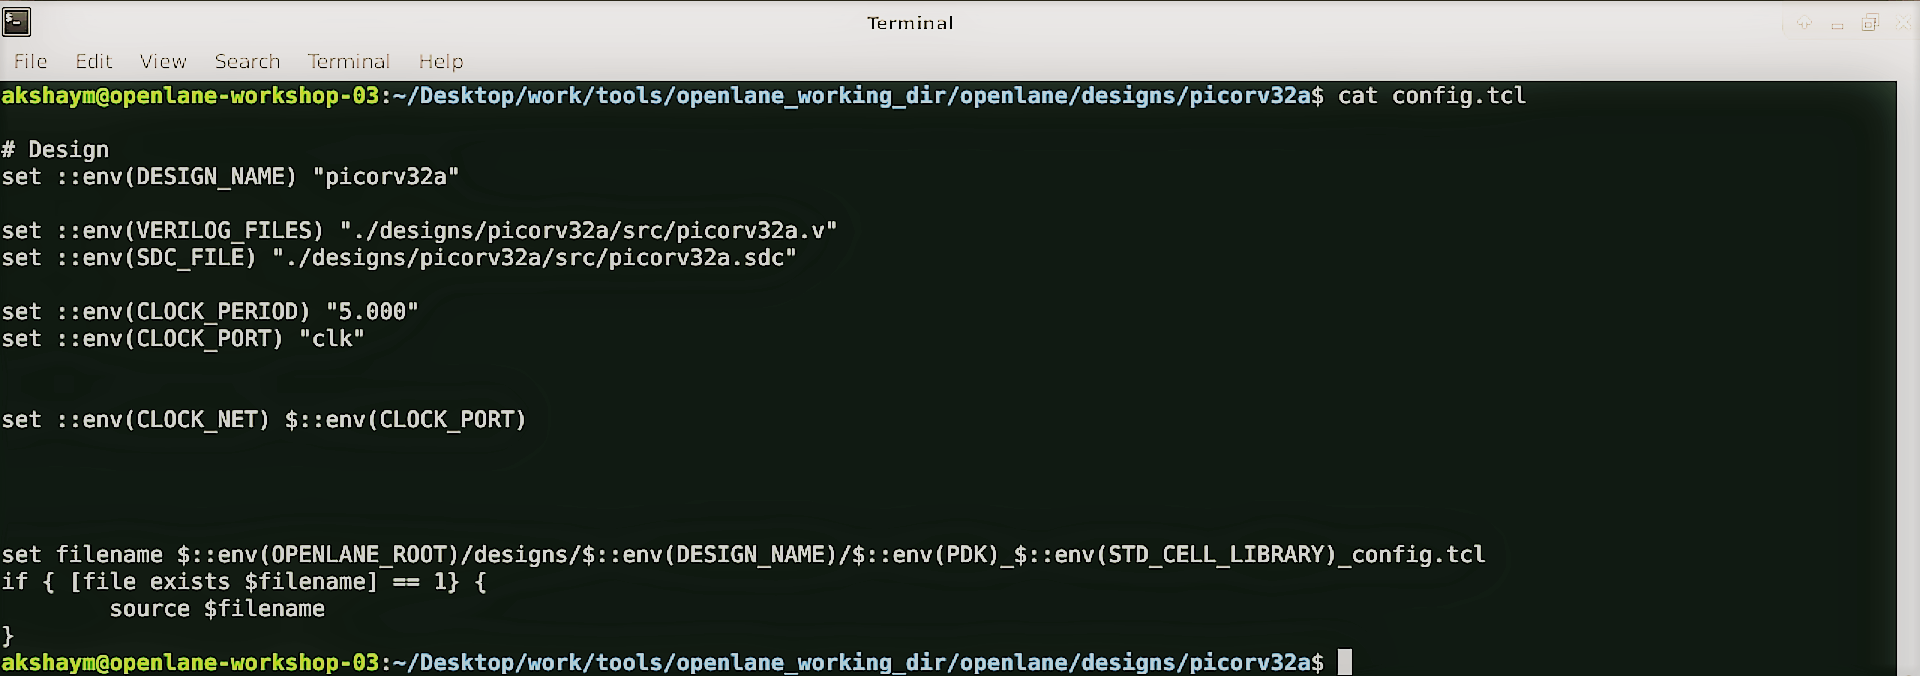 Terminal
File Edit View Search Terminal Help
akshaym@openlane-workshop-03:~/Desktop/work/tools/openlane_working_dir/openlane/designs/picorv32a$ cat config.tcl
# Design
set ::env(DESIGN_NAME) "picorv32a"
set ::env(VERILOG_FILES) "./designs/picorv32a/src/picorv32a.v"
set ::env(SDC_FILE) "./designs/picorv32a/src/picorv32a.sdc"
set ::env(CLOCK_PERIOD) "5.000"
set ::env(CLOCK_PORT) "clk"
set ::env(CLOCK_NET) $::env(CLOCK_PORT)
set filename $::env(OPENLANE_ROOT)/designs/$::env(DESIGN_NAME)/$::env(PDK)_$::env(STD_CELL_LIBRARY)_config.tcl
if { [file exists $filename] == 1} {
        source $filename
}
akshaym@openlane-workshop-03:~/Desktop/work/tools/openlane_working_dir/openlane/designs/picorv32a$